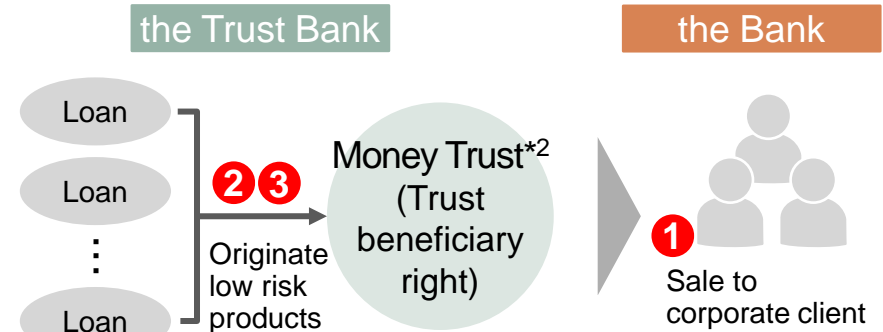 the Trust Bank
the Bank
Loan
Loan
⋮
Loan
2 3
Originate
low risk
products
Money Trust*2
(Trust
beneficiary
right)
1
Sale to
corporate client